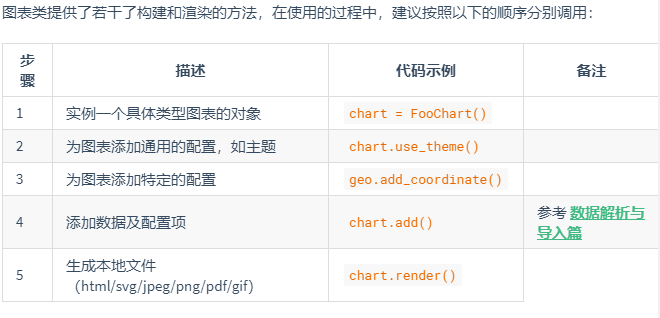 图表类提供了若干了构建和渲染的方法，在使用的过程中，建议按照以下的顺序分别调用：
步骤 描述 代码示例 备注
1 实例一个具体类型图表的对象 chart = FooChart()
2 为图表添加通用的配置，如主题 chart.use_theme()
3 为图表添加特定的配置 geo.add_coordinate()
4 添加数据及配置项 chart.add() 参考 数据解析与
导入篇
5 生成本地文件
（html/svg/jpeg/png/pdf/gif） chart.render()